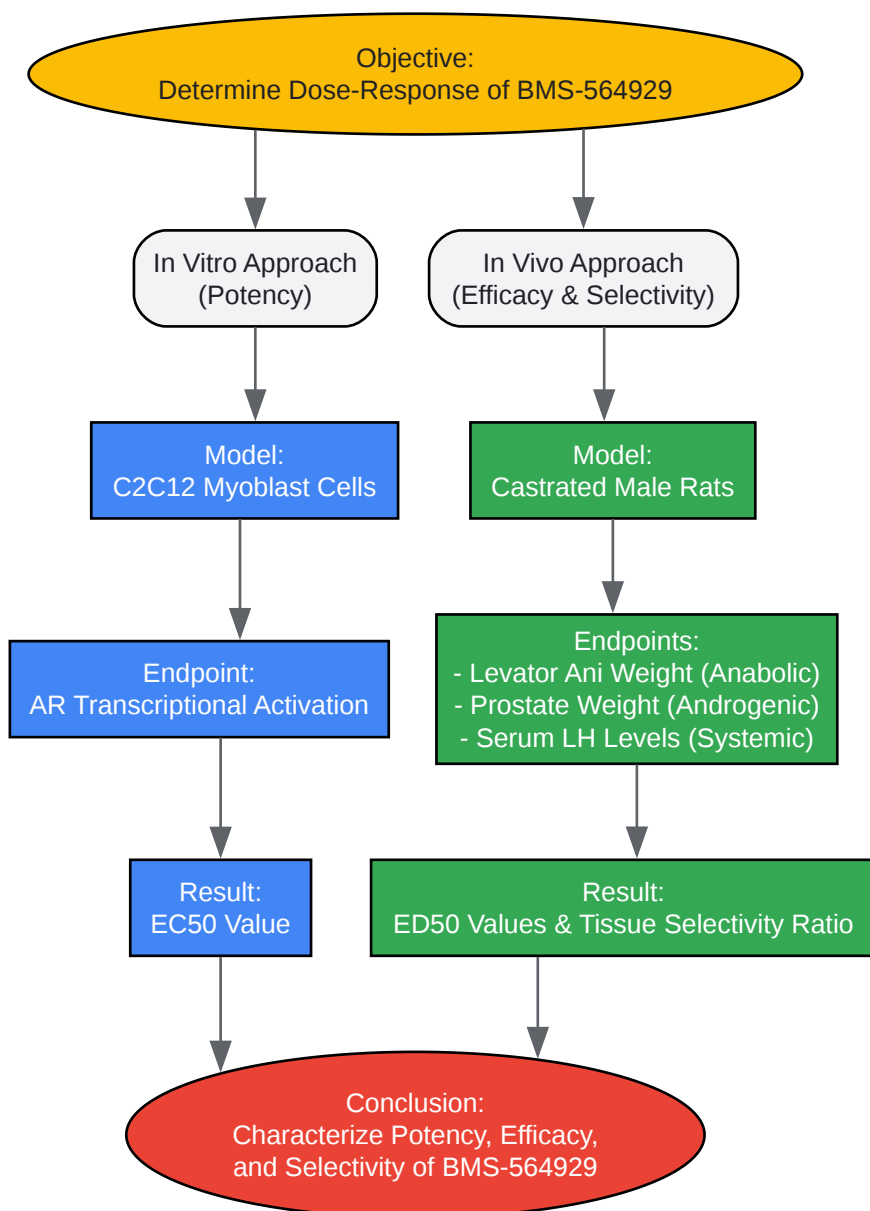 Objective:
Determine Dose-Response of BMS-564929
In Vitro Approach
(Potency)
In Vivo Approach
(Efficacy & Selectivity)
Model:
C2C12 Myoblast Cells
Model:
Castrated Male Rats
Endpoint:
AR Transcriptional Activation
Endpoints:
- Levator Ani Weight (Anabolic)
- Prostate Weight (Androgenic)
- Serum LH Levels (Systemic)
Result:
EC50 Value
Result:
ED50 Values & Tissue Selectivity Ratio
Conclusion:
Characterize Potency, Efficacy,
and Selectivity of BMS-564929